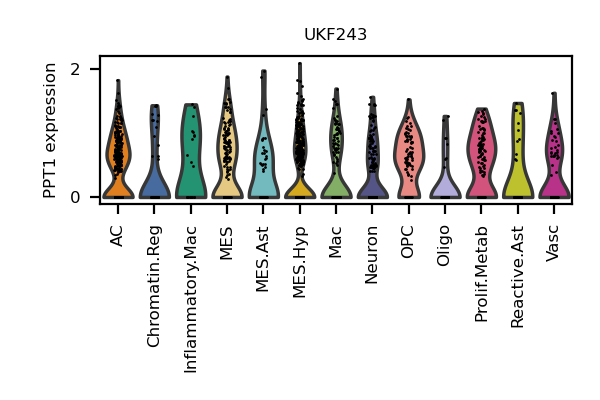 UKF243
PPT1 expression
2
0
AC
Chromatin.Reg
Inflammatory.Mac
MES
MES.Ast
MES.Hyp
Mac
Neuron
OPC
Oligo
Prolif.Metab
Reactive.Ast
Vasc